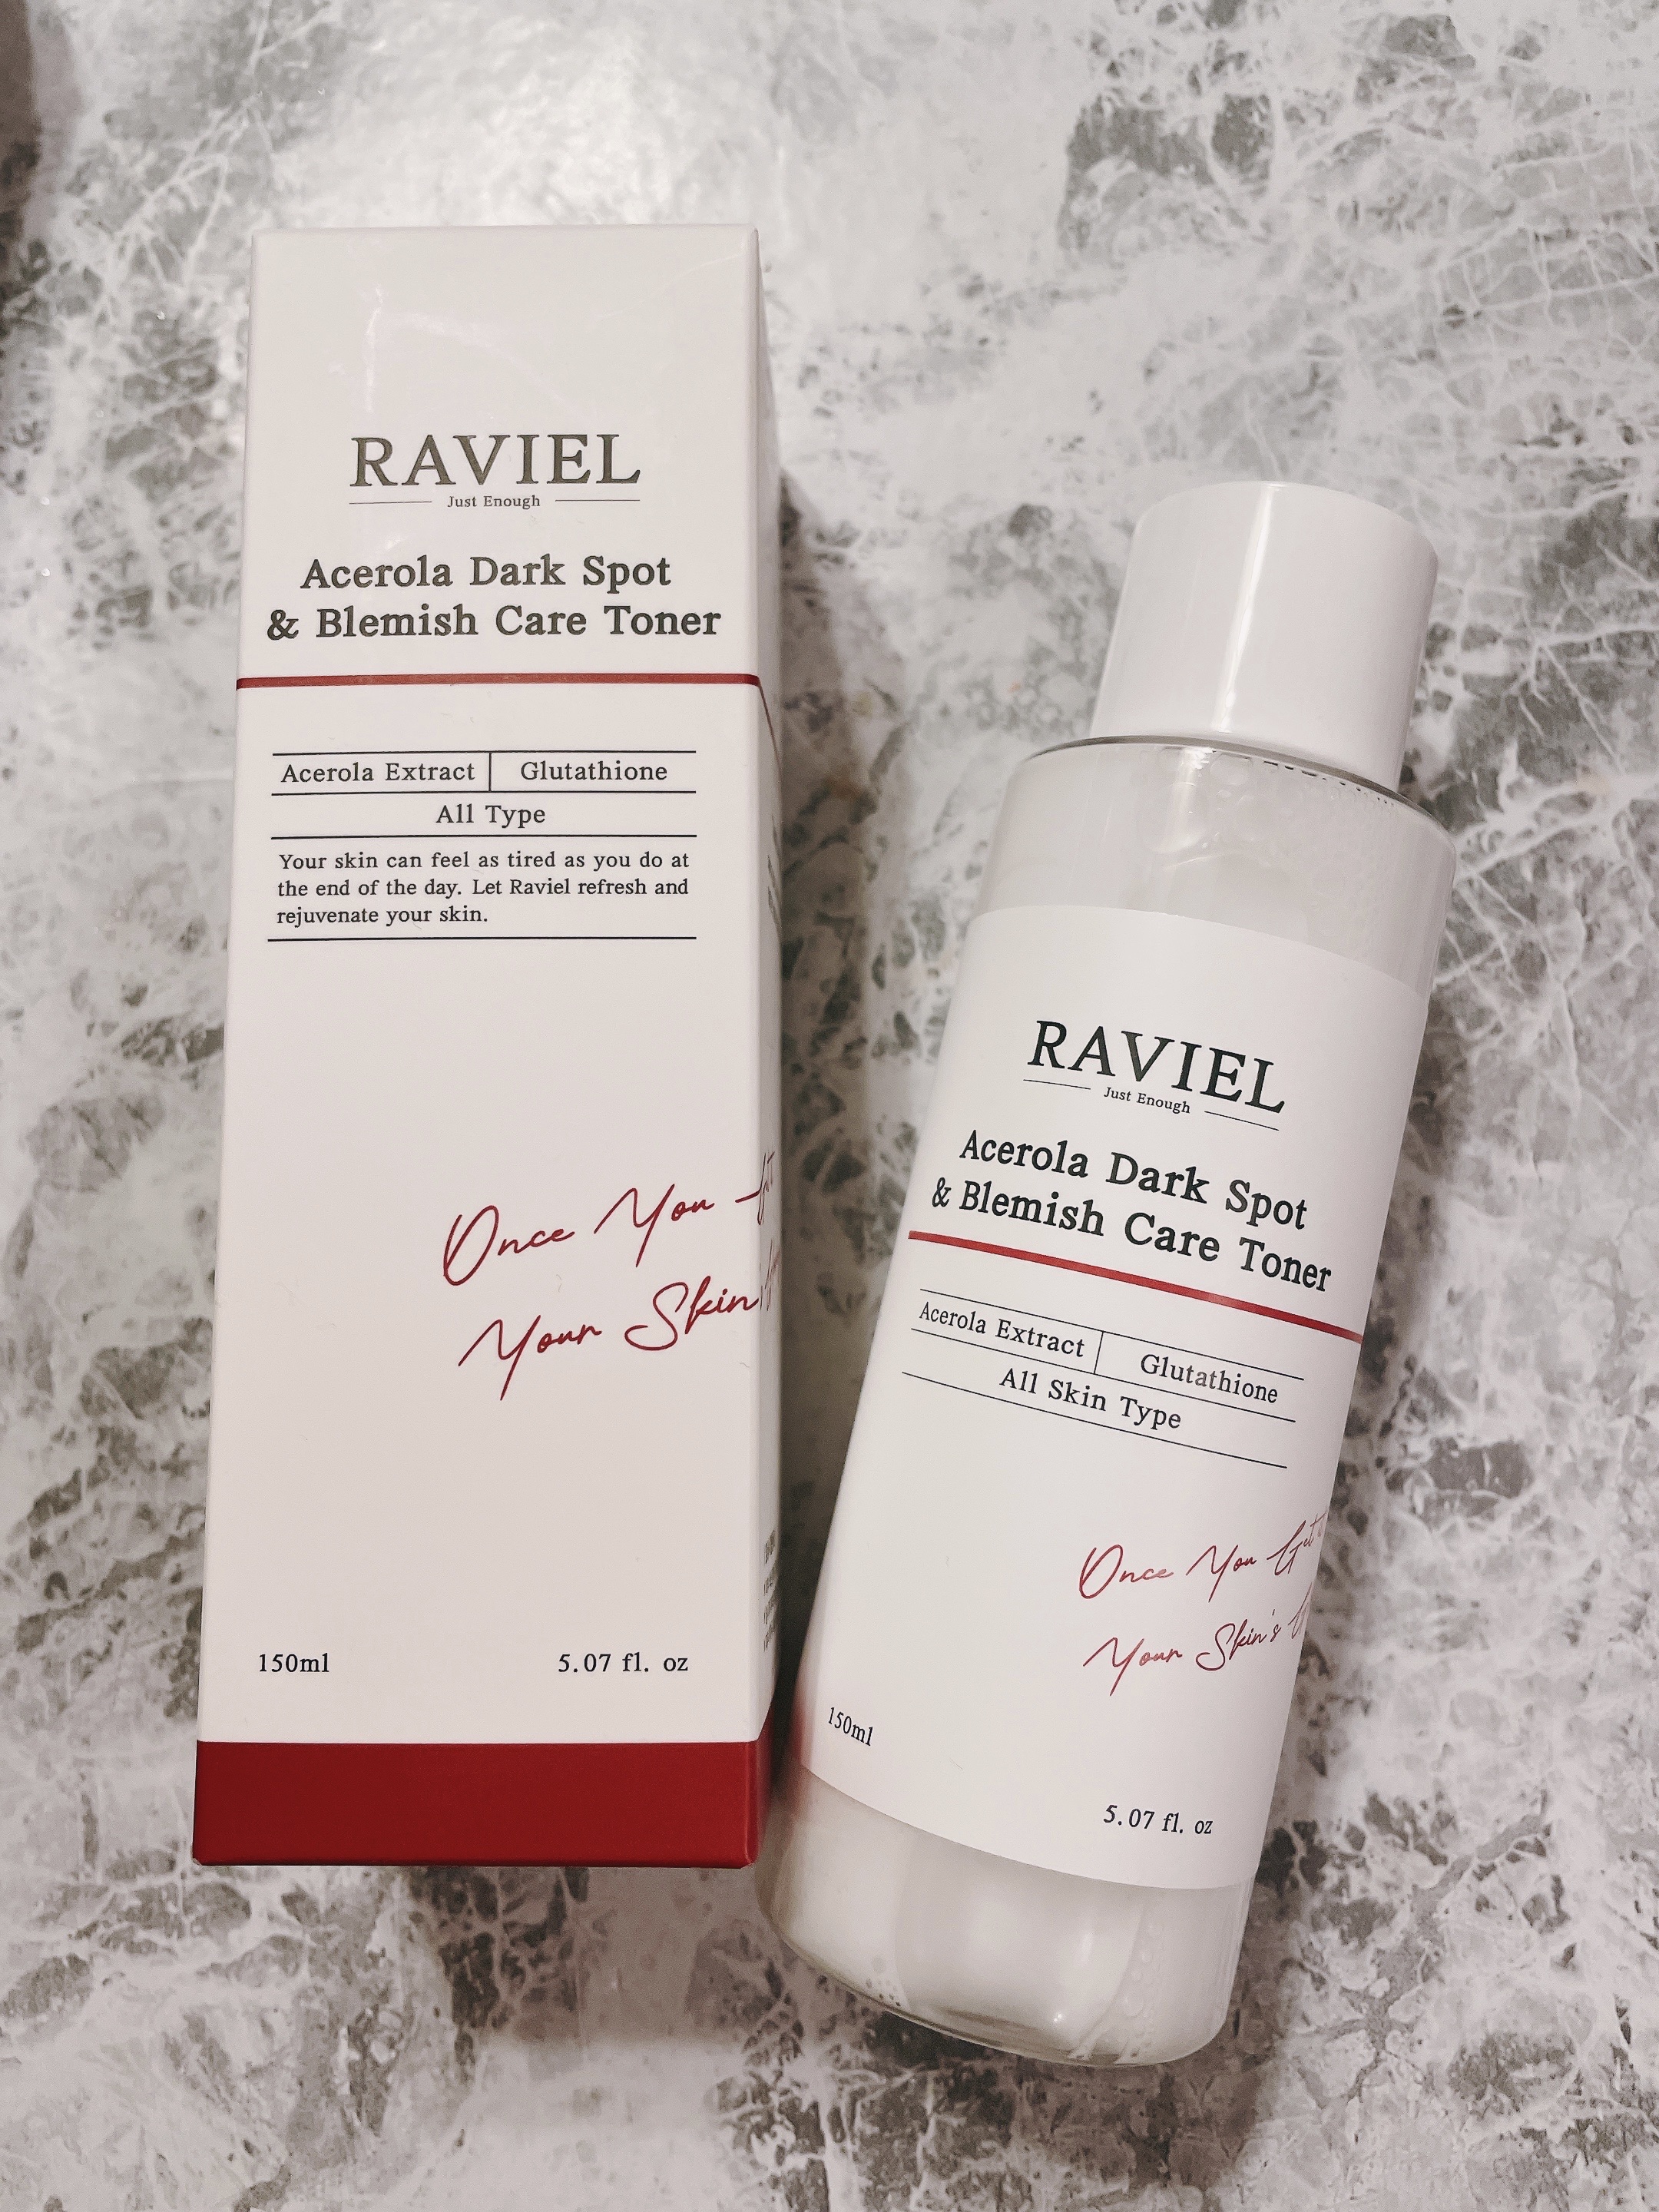 RAVIEL
Just Enough
Acerola Dark Spot
& Blemish Care Toner
Acerola Extract Glutathione
All Type
Your skin can feel as tired as you do at
the end of the day. Let Raviel refresh and
rejuvenate your skin.
Once You
Your Skin
150ml 5.07 fl. oz
RAVIEL
Just Enough
Acerola Dark Spot
& Blemish Care Toner
Acerola Extract Glutathione
All Skin Type
Once You Get
Your Skin's
150ml
5.07 fl. oz